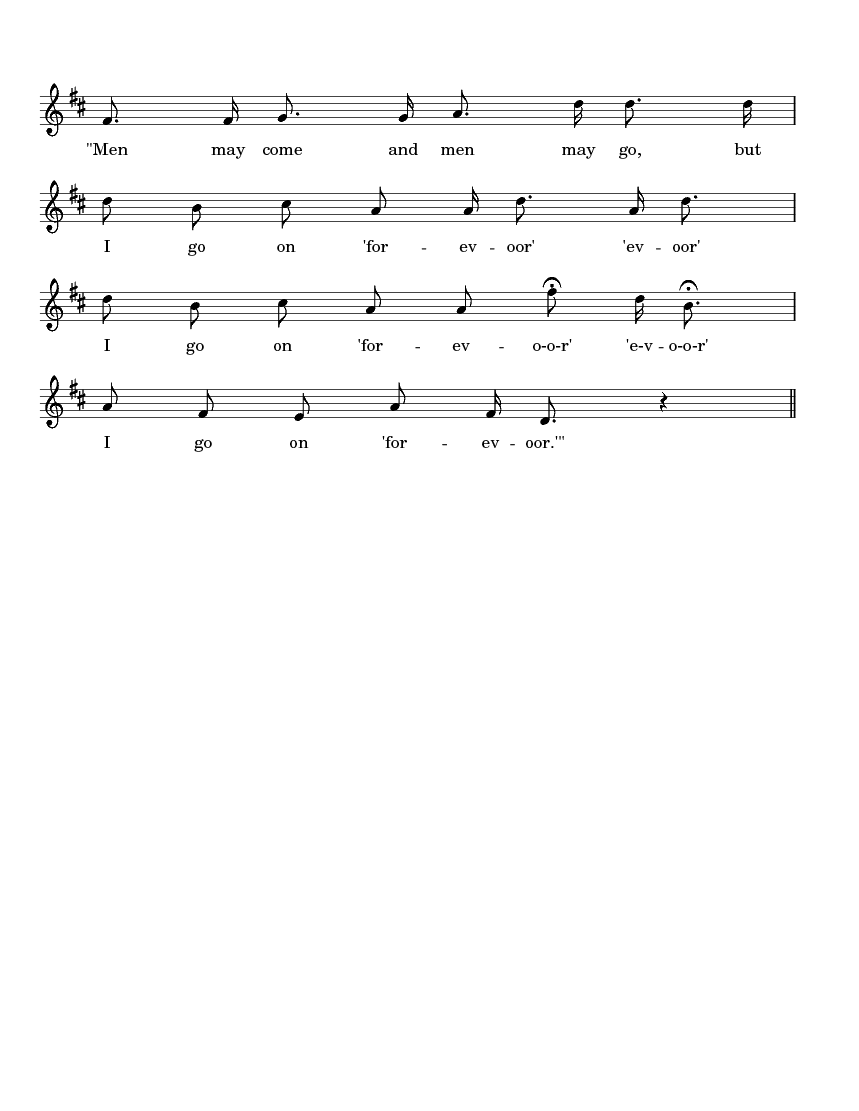 "Men may come and men may go, but
I go on 'for – ev – oor' 'ev – oor'
I go on 'for – ev – o-o-r' 'e-v – o-o-r'
I go on 'for – ev – oor.'"